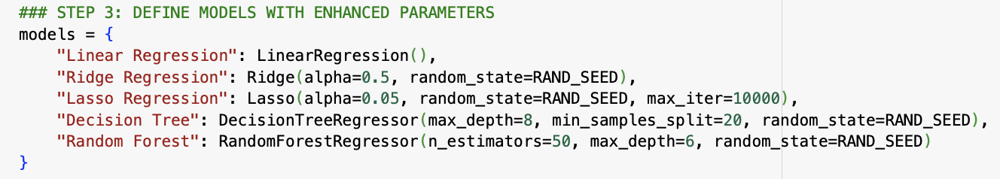 ### STEP 3: DEFINE MODELS WITH ENHANCED PARAMETERS
models = {
    "Linear Regression": LinearRegression(),
    "Ridge Regression": Ridge(alpha=0.5, random_state=RAND_SEED),
    "Lasso Regression": Lasso(alpha=0.05, random_state=RAND_SEED, max_iter=10000),
    "Decision Tree": DecisionTreeRegressor(max_depth=8, min_samples_split=20, random_state=RAND_SEED),
    "Random Forest": RandomForestRegressor(n_estimators=50, max_depth=6, random_state=RAND_SEED)
}